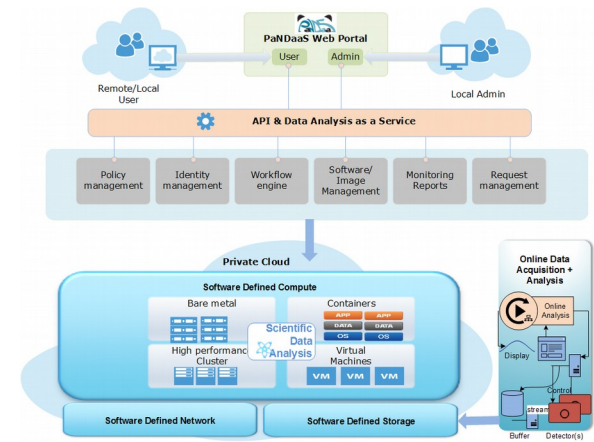 PaNDaaS Web Portal
User
Admin
Remote/Local
User
Local Admin
API & Data Analysis as a Service
Policy
management
Identity
management
Workflow
engine
Software/
Image
Management
Monitoring
Reports
Request
management
Private Cloud
Software Defined Compute
Bare metal
Containers
APP
APP
DATA
DATA
OS
OS
Scientific
Data
Analysis
High performance
Cluster
Virtual
Machines
VM
VM
VM
Software Defined Network
Software Defined Storage
Online Data
Acquisition +
Analysis
Online
Analysis
Display
Control
stream
Buffer
Detector(s)